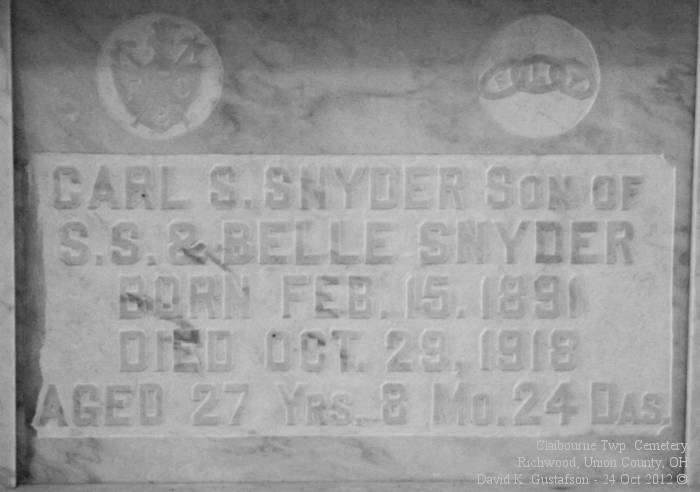 F L T
CARL S. SNYDER SON OF
S.S. & BELLE SNYDER
BORN FEB. 15. 1891
DIED OCT. 29, 1918
AGED 27 YRS. 8 MO. 24 DAS.
Claibourne Twp. Cemetery
Richwood, Union County, OH
David K. Gustafson - 24 Oct 2012 ©